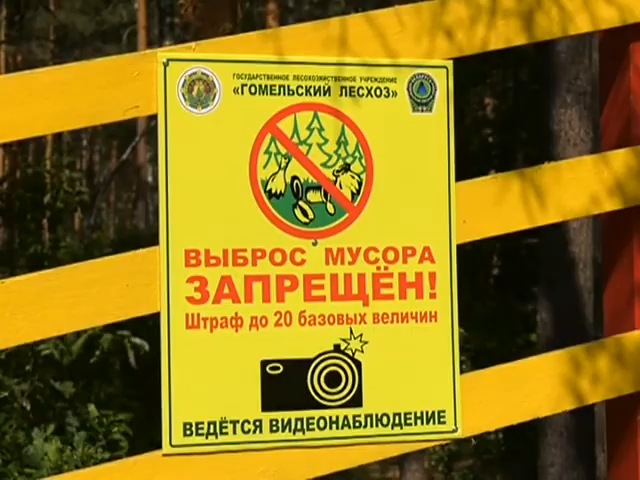 ГОСУДАРСТВЕННОЕ ЛЕСОХОЗЯЙСТВЕННОЕ УЧРЕЖДЕНИЕ
«ГОМЕЛЬСКИЙ ЛЕСХОЗ»
ВЫБРОС МУСОРА
ЗАПРЕЩЁН!
Штраф до 20 базовых величин
ВЕДЁТСЯ ВИДЕОНАБЛЮДЕНИЕ